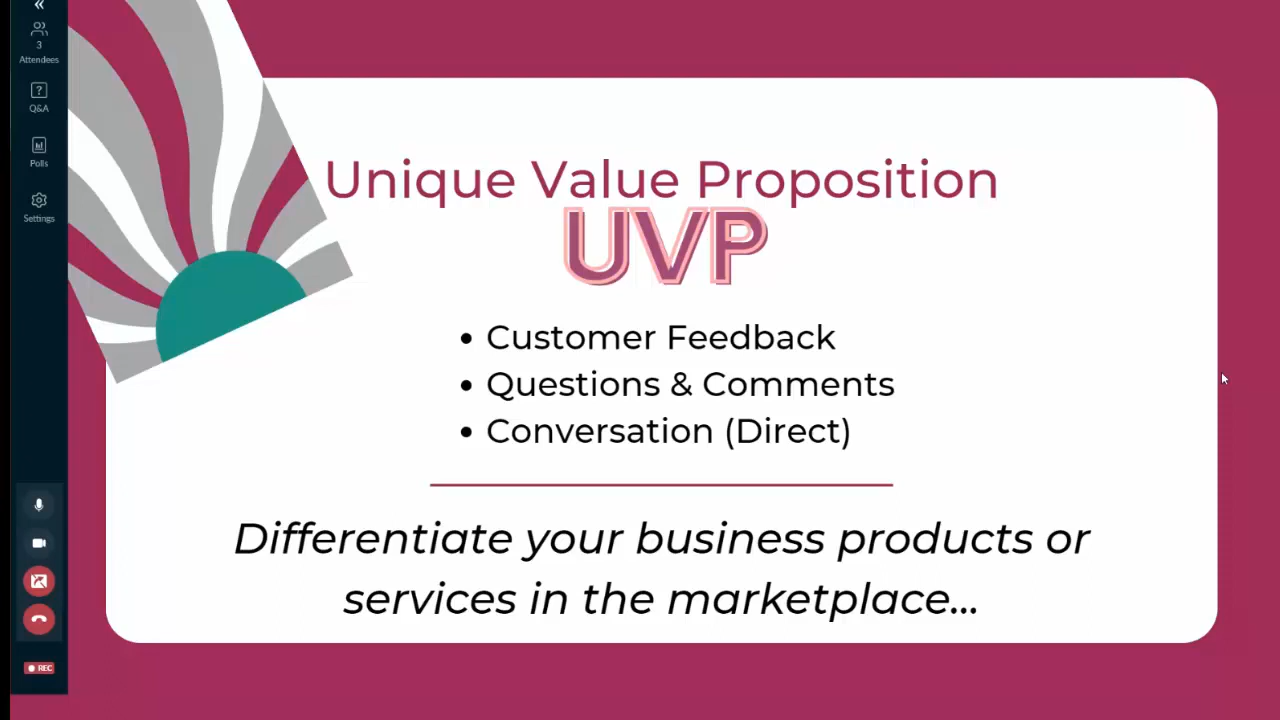 3
Attendees
Q&A
Polls
Settings
REC
Unique Value Proposition
UVP
• Customer Feedback
• Questions & Comments
• Conversation (Direct)
Differentiate your business products or
services in the marketplace...